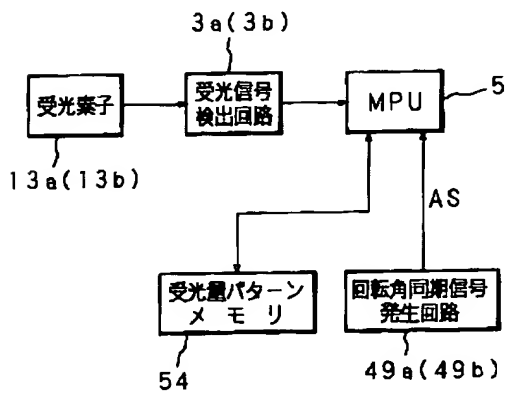 3a(3b)
受光素子
受光信号
検出回路
MPU
5
13a(13b)
AS
受光量パターン
メモリ
回転角同期信号
発生回路
54
49a(49b)